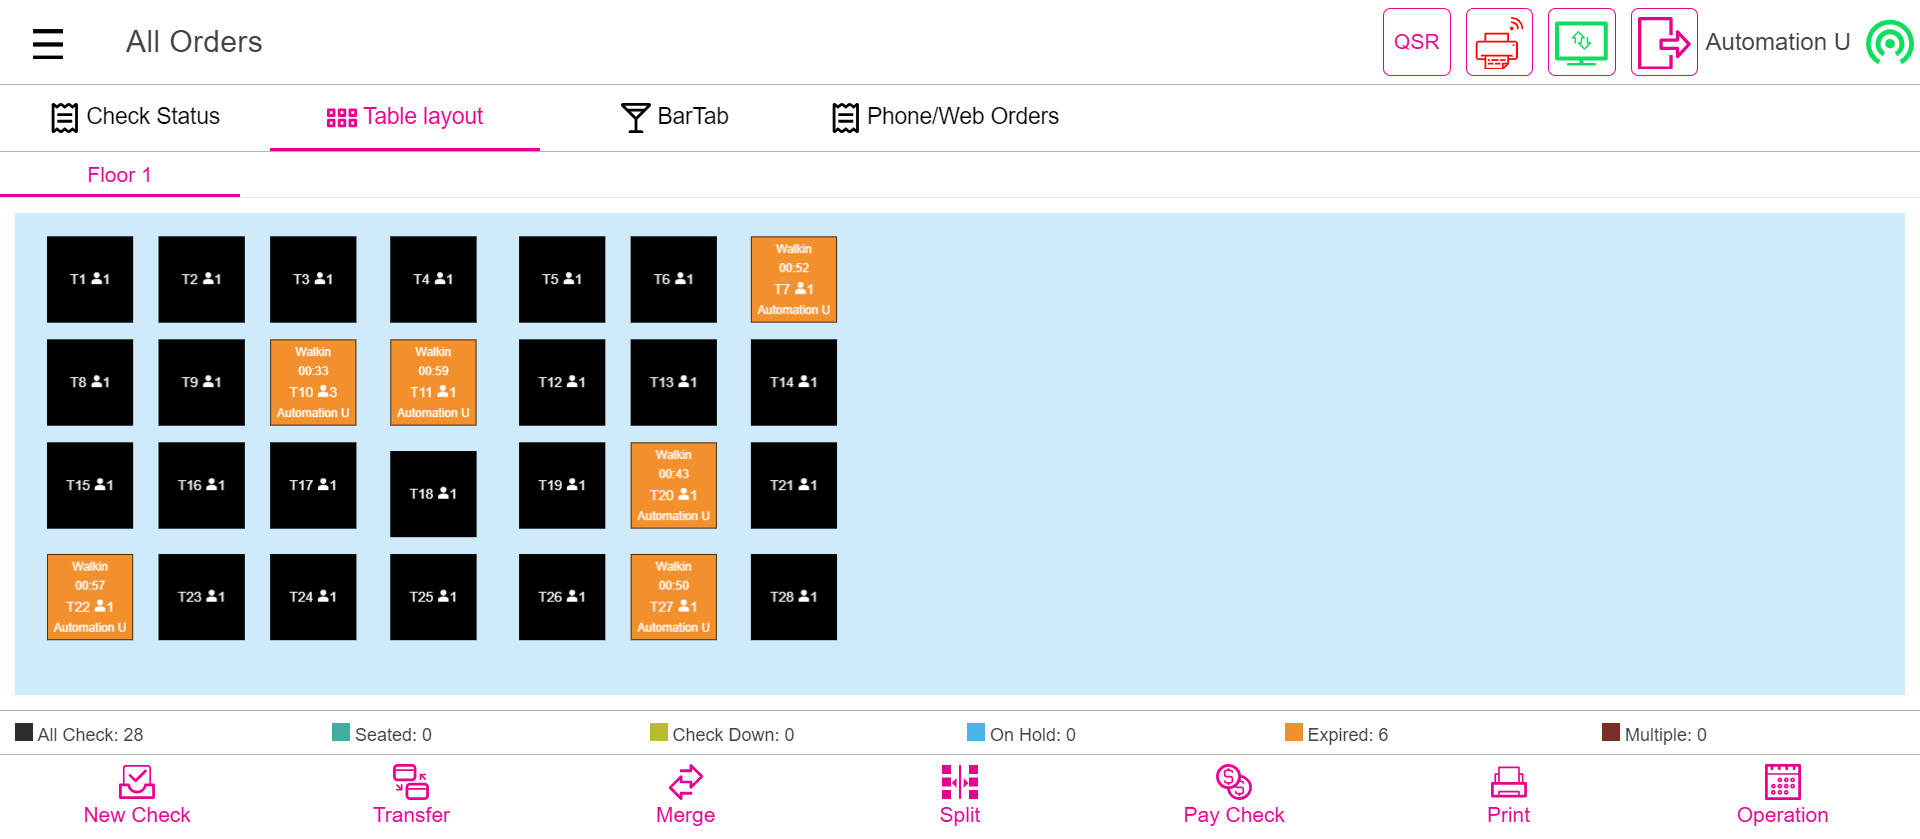 All Orders
QSR
Automation U
Check Status
Table layout
BarTab
Phone/Web Orders
Floor 1
T1 1
T2 1
T3 1
T4 1
T5 1
T6 1
Walkin
00:52
T7 1
Automation U
T8 1
T9 1
Walkin
00:33
T10 3
Automation U
Walkin
00:59
T11 1
Automation U
T12 1
T13 1
T14 1
T15 1
T16 1
T17 1
T18 1
T19 1
Walkin
00:43
T20 1
Automation U
T21 1
Walkin
00:57
T22 1
Automation U
T23 1
T24 1
T25 1
T26 1
Walkin
00:50
T27 1
Automation U
T28 1
All Check: 28
Seated: 0
Check Down: 0
On Hold: 0
Expired: 6
Multiple: 0
New Check
Transfer
Merge
Split
Pay Check
Print
Operation